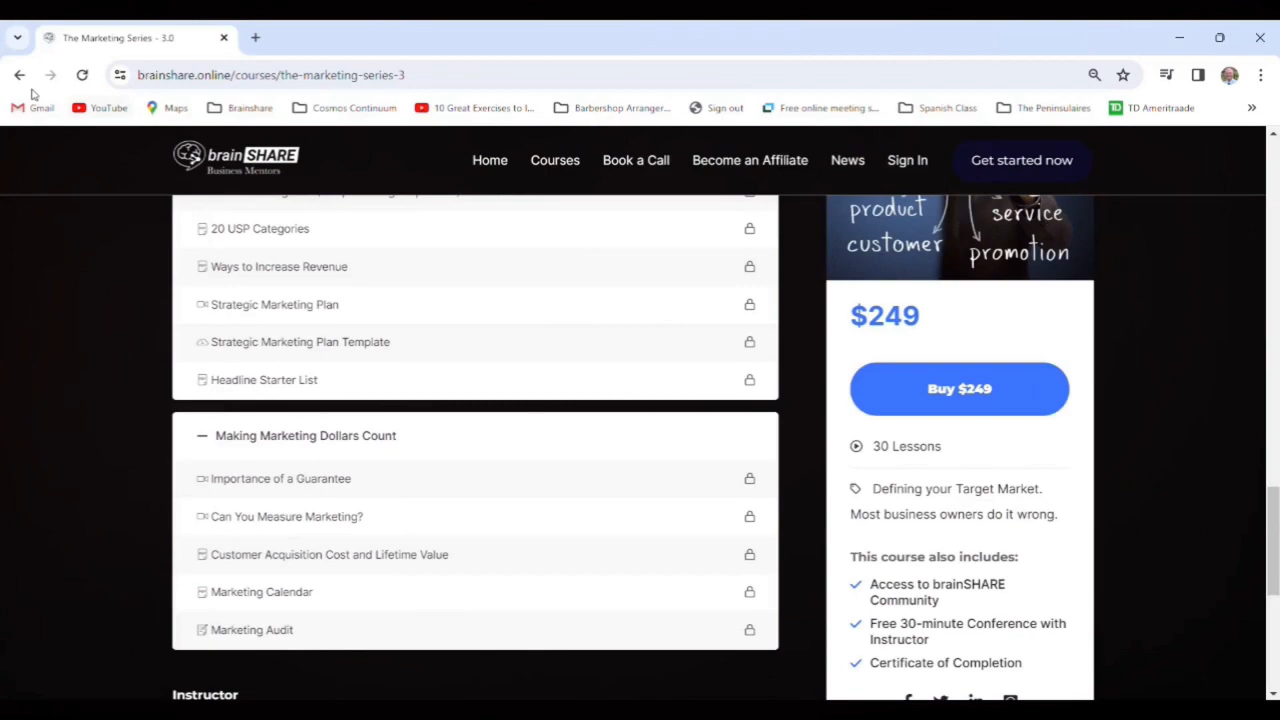 The Marketing Series - 3.0
brainshare.online/courses/the-marketing-series-3
Gmail
YouTube
Maps
Brainshare
Cosmos Continuum
10 Great Exercises to I...
Barbershop Arranger...
Sign out
Free online meeting s...
Spanish Class
The Peninsulaires
TD Ameritraade
brain SHARE
Business Mentors
Home
Courses
Book a Call
Become an Affiliate
News
Sign In
Get started now
20 USP Categories
Ways to Increase Revenue
Strategic Marketing Plan
Strategic Marketing Plan Template
Headline Starter List
Making Marketing Dollars Count
Importance of a Guarantee
Can You Measure Marketing?
Customer Acquisition Cost and Lifetime Value
Marketing Calendar
Marketing Audit
Instructor
product
service
customer
promotion
$249
Buy $249
30 Lessons
Defining your Target Market.
Most business owners do it wrong.
This course also includes:
Access to brainSHARE
Community
Free 30-minute Conference with
Instructor
Certificate of Completion